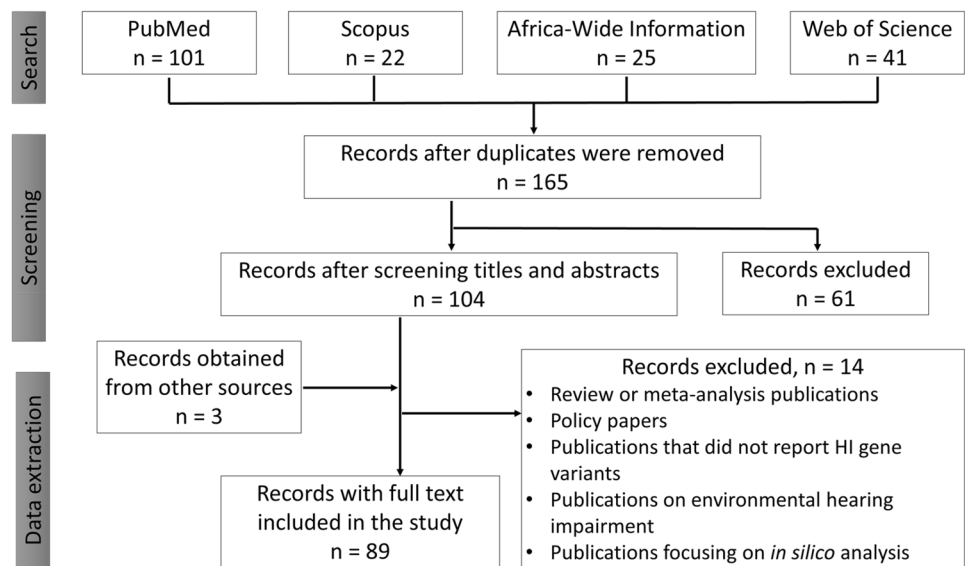 Search
PubMed
n = 101
Scopus
n = 22
Africa-Wide Information
n = 25
Web of Science
n = 41
Screening
Records after duplicates were removed
n = 165
Records after screening titles and abstracts
n = 104
Records excluded
n = 61
Data extraction
Records obtained
from other sources
n = 3
Records excluded, n = 14
• Review or meta-analysis publications
• Policy papers
• Publications that did not report HI gene
variants
• Publications on environmental hearing
impairment
• Publications focusing on in silico analysis
Records with full text
included in the study
n = 89